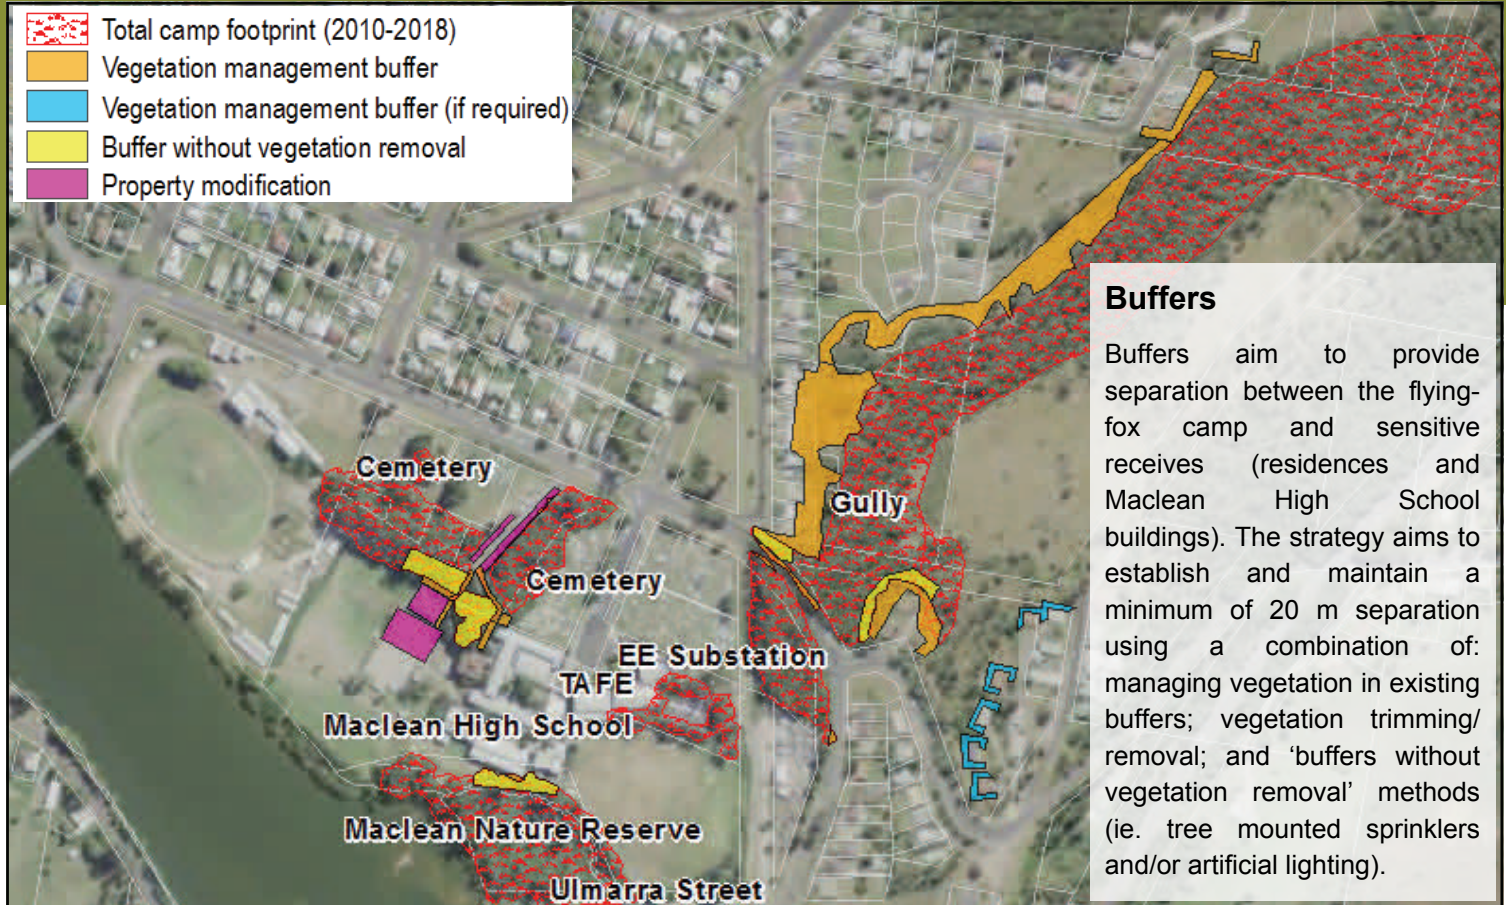 Total camp footprint (2010-2018)
Vegetation management buffer
Vegetation management buffer (if required)
Buffer without vegetation removal
Property modification
Cemetery
Gully
Cemetery
EE Substation
TAFE
Maclean High School
Maclean Nature Reserve
Ulmarra Street
Buffers
Buffers aim to provide
separation between the flying-
fox camp and sensitive
receives (residences and
Maclean High School
buildings). The strategy aims to
establish and maintain a
minimum of 20 m separation
using a combination of:
managing vegetation in existing
buffers; vegetation trimming/
removal; and ‘buffers without
vegetation removal’ methods
(ie. tree mounted sprinklers
and/or artificial lighting).